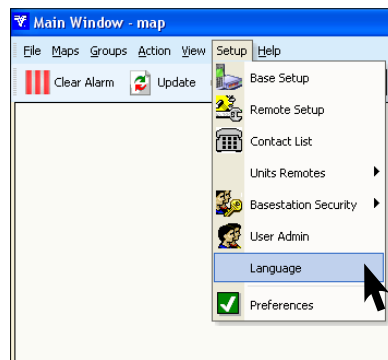 Main Window - map
File Maps Groups Action View Setup Help
Clear Alarm Update
Base Setup
Remote Setup
Contact List
Units Remotes
Basestation Security
User Admin
Language
Preferences